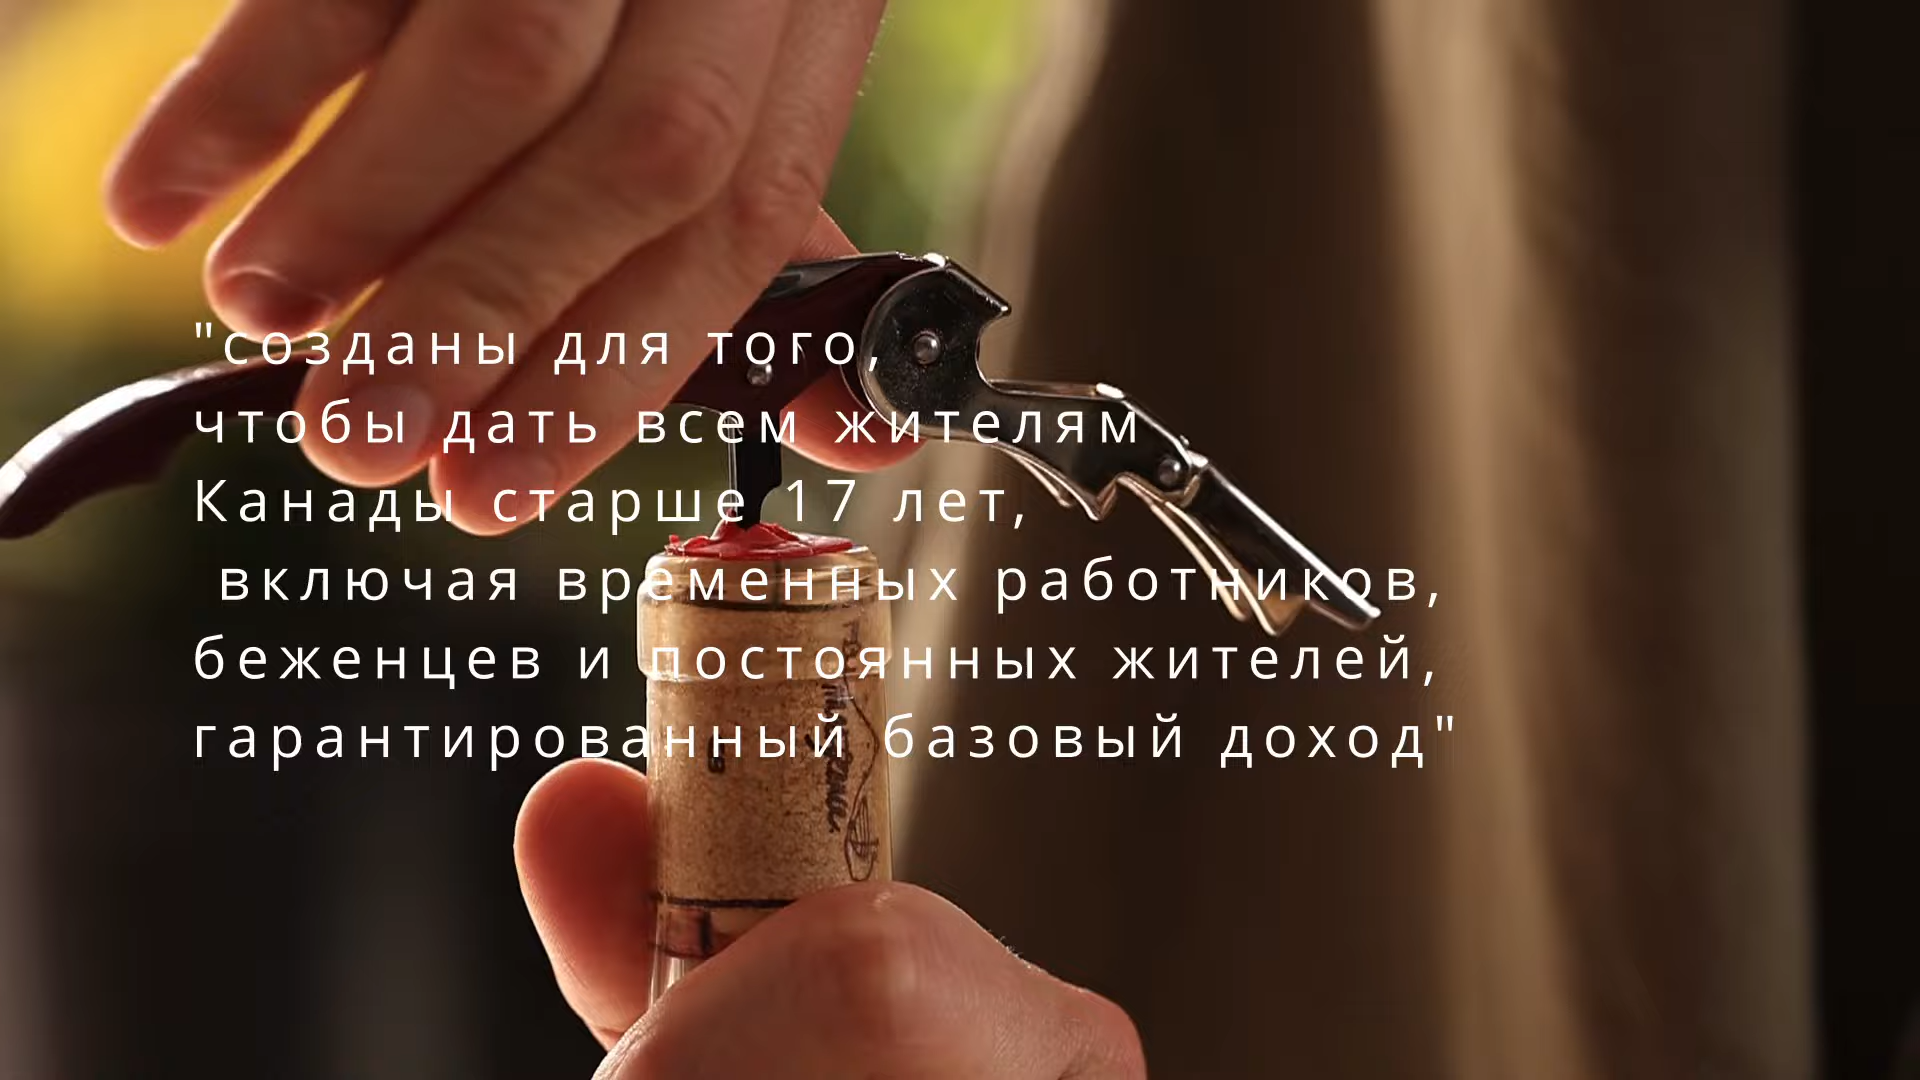 "созданы для того,
чтобы дать всем жителям
Канады старше 17 лет,
включая временных работников,
беженцев и постоянных жителей,
гарантированный базовый доход"